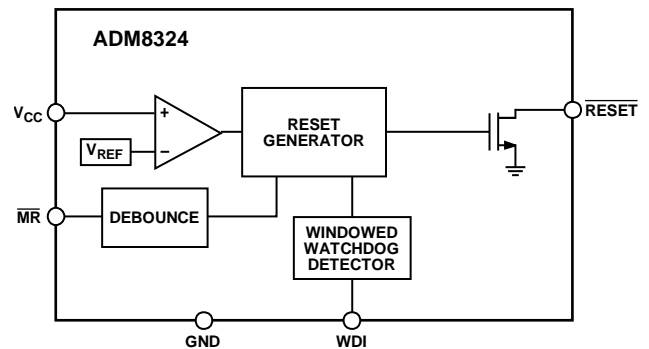 ADM8324
VCC
VREF
+
−
RESET
GENERATOR
RESET
MR
DEBOUNCE
WINDOWED
WATCHDOG
DETECTOR
GND
WDI